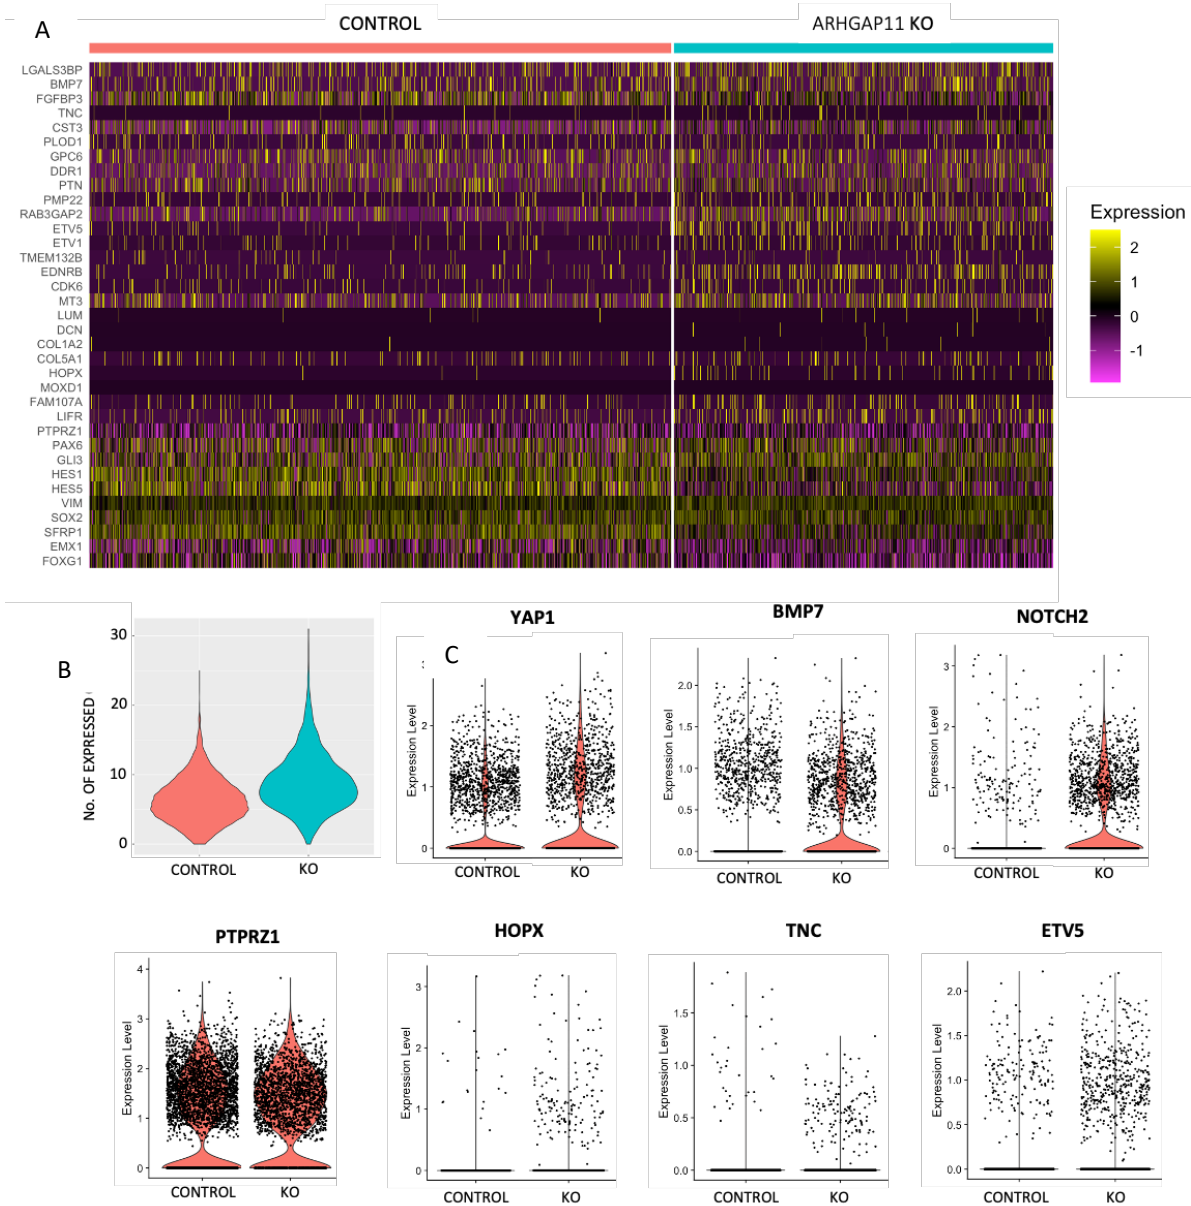 A
CONTROL
ARHGAP11 KO
LGALS3BP
BMP7
FGFBP3
TNC
CST3
PLOD1
GPC6
DDR1
PTN
PMP22
RAB3GAP2
ETV5
ETV1
TMEM132B
EDNRB
CDK6
MT3
LUM
DCN
COL1A2
COL5A1
HOPX
MOXD1
FAM107A
LIFR
PTPRZ1
PAX6
GLI3
HES1
HES5
VIM
SOX2
SFRP1
EMX1
FOXG1
Expression
2
1
0
-1
B
No. OF EXPRESSED
30
20
10
0
CONTROL
KO
C
YAP1
Expression Level
2
1
0
CONTROL
KO
BMP7
Expression Level
2.0
1.5
1.0
0.5
0.0
CONTROL
KO
NOTCH2
Expression Level
3
2
1
0
CONTROL
KO
PTPRZ1
Expression Level
4
3
2
1
0
CONTROL
KO
HOPX
Expression Level
3
2
1
0
CONTROL
KO
TNC
Expression Level
1.5
1.0
0.5
0.0
CONTROL
KO
ETV5
Expression Level
2.0
1.5
1.0
0.5
0.0
CONTROL
KO